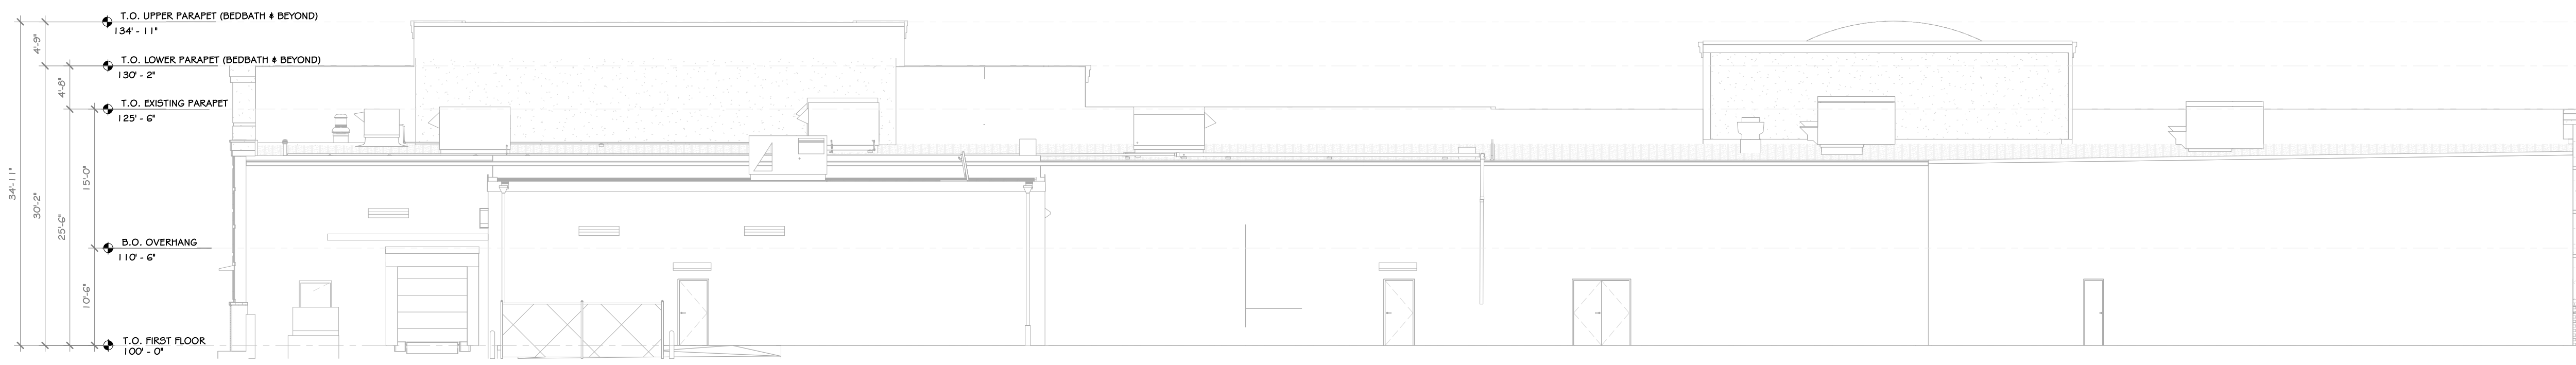 T.O. UPPER PARAPET (BEDBATH & BEYOND)
134' - 11"
T.O. LOWER PARAPET (BEDBATH & BEYOND)
130' - 2"
T.O. EXISTING PARAPET
125' - 6"
B.O. OVERHANG
110' - 6"
T.O. FIRST FLOOR
100' - 0"
34'-11"
4'-9"
30'-2"
4'-8"
25'-6"
15'-0"
10'-6"